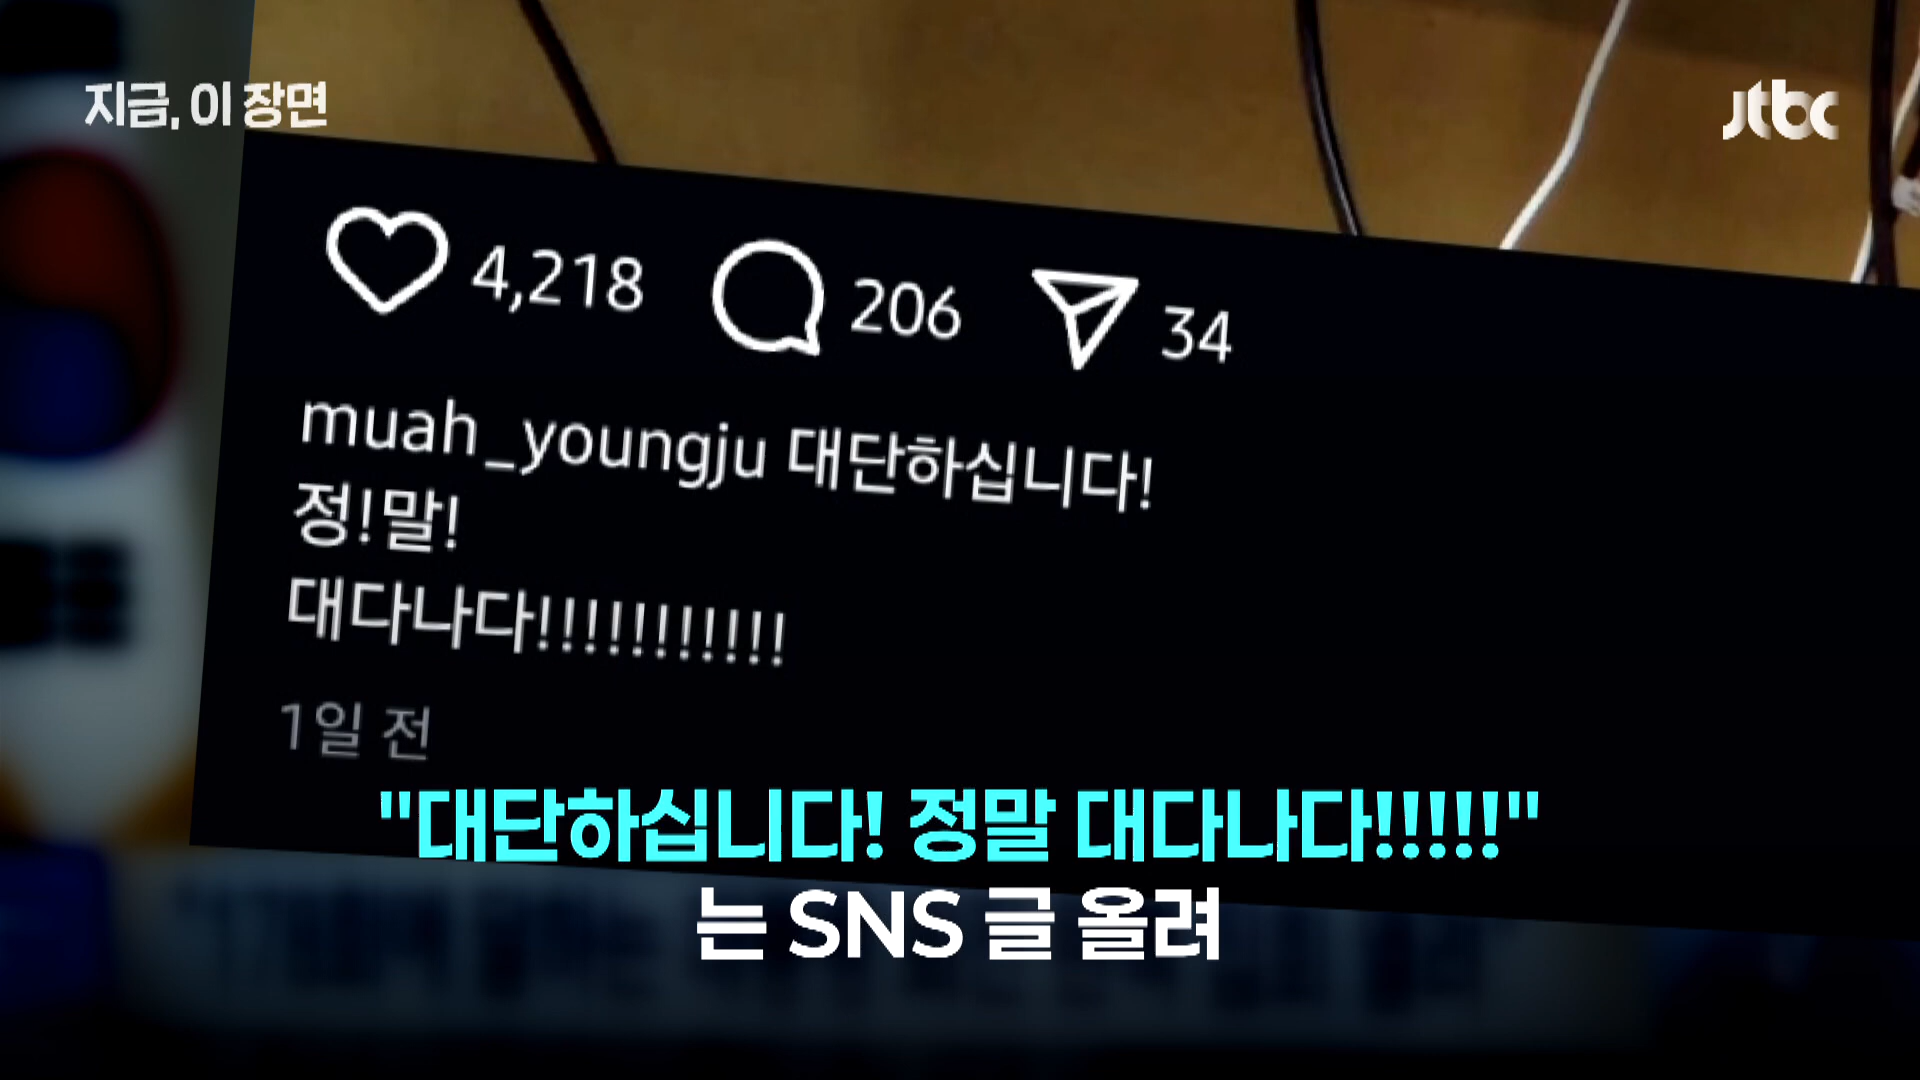 지금, 이 장면
jtbc
4,218 206 34
muah_youngju 대단하십니다!
정!말!
대다나다!!!!!!!!!!!
1일 전
"대단하십니다! 정말 대다나다!!!!!"
는 SNS 글 올려